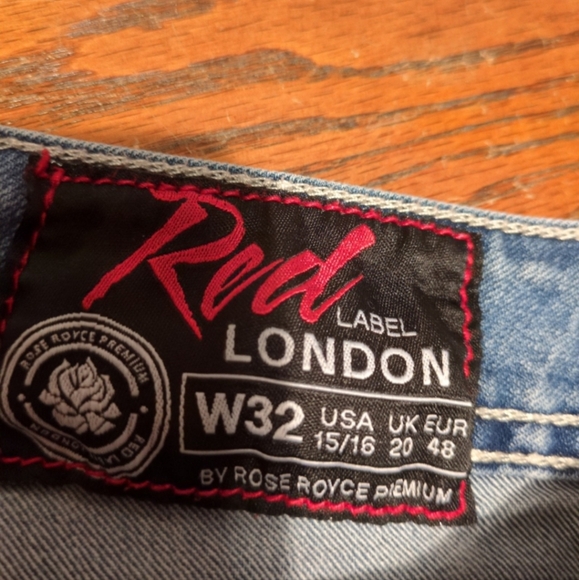 Red
LABEL
LONDON
W32
USA UK EUR
15/16 20 48
BY ROSE ROYCE PREMIUM
ROSE ROYCE PREMIUM